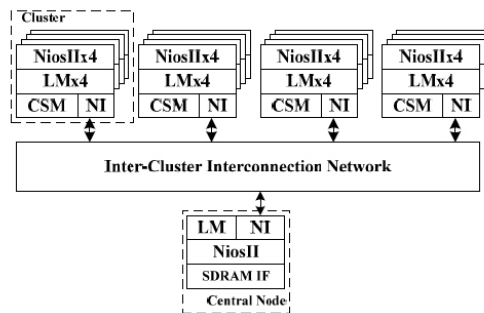 Cluster
NiosIIx4 NiosIIx4 NiosIIx4 NiosIIx4
LMx4 LMx4 LMx4 LMx4
CSM NI CSM NI CSM NI CSM NI
Inter-Cluster Interconnection Network
LM NI
NiosII
SDRAM IF
Central Node